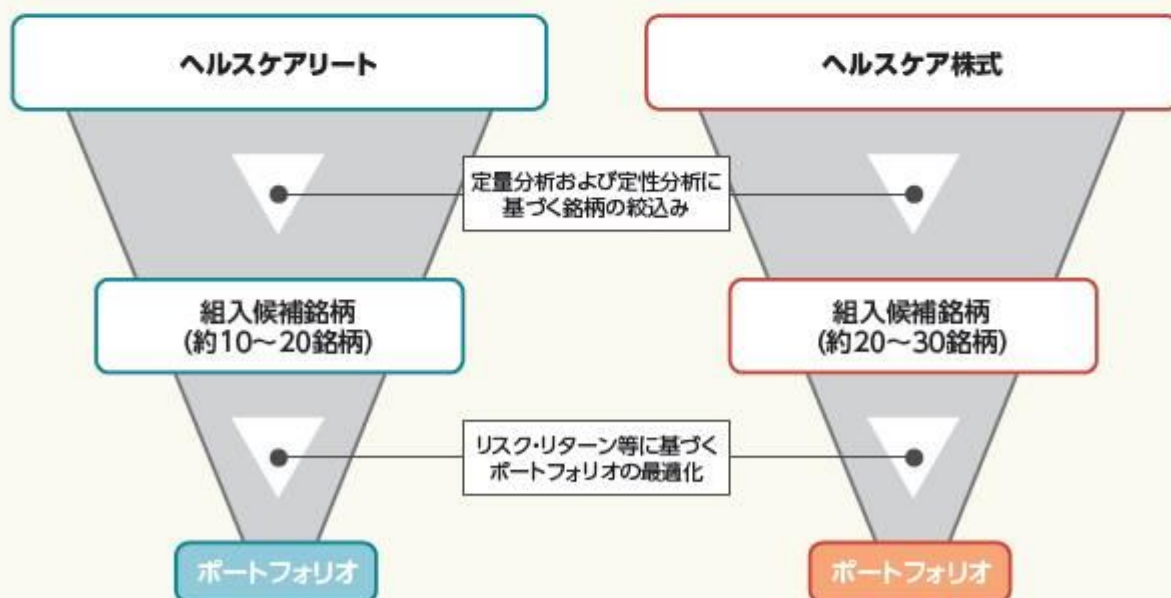 ヘルスケアリート
ヘルスケア株式
定量分析および定性分析に
基づく銘柄の絞込み
組入候補銘柄
(約10〜20銘柄)
組入候補銘柄
(約20〜30銘柄)
リスク・リターン等に基づく
ポートフォリオの最適化
ポートフォリオ
ポートフォリオ